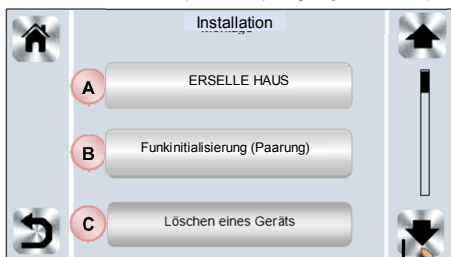 Installation
A
ERSELLE HAUS
B
Funkinitialisierung (Paarung)
C
Löschen eines Geräts